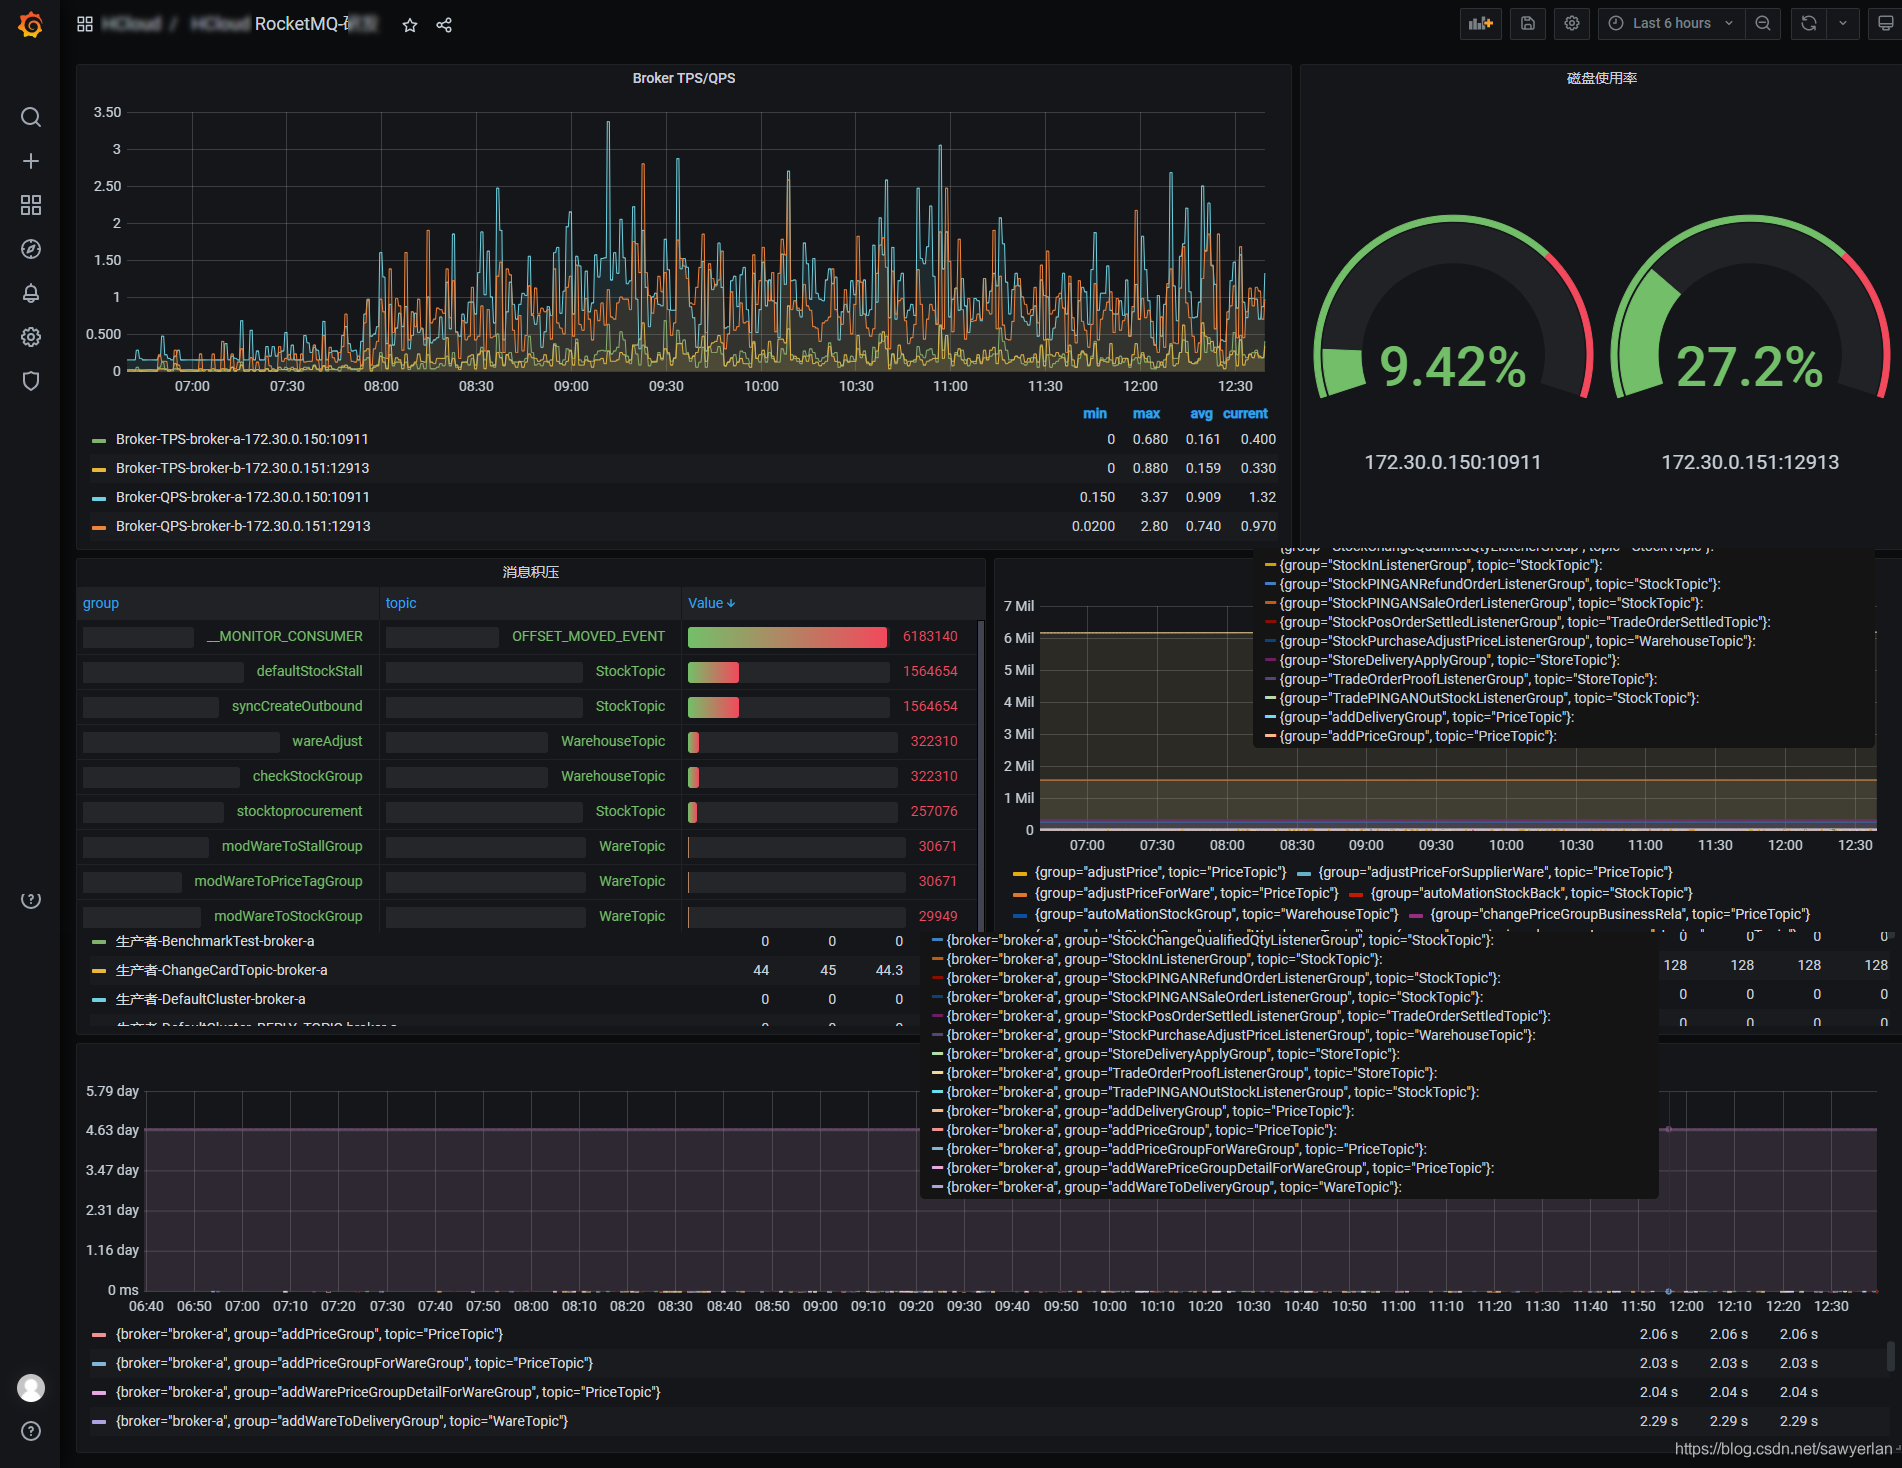 RocketMQ-
Last 6 hours
Broker TPS/QPS
3.50
3
2.50
2
1.50
1
0.500
0
07:00 07:30 08:00 08:30 09:00 09:30 10:00 10:30 11:00 11:30 12:00 12:30
min max avg current
Broker-TPS-broker-a-172.30.0.150:10911 0 0.680 0.161 0.400
Broker-TPS-broker-b-172.30.0.151:12913 0 0.880 0.159 0.330
Broker-QPS-broker-a-172.30.0.150:10911 0.150 3.37 0.909 1.32
Broker-QPS-broker-b-172.30.0.151:12913 0.0200 2.80 0.740 0.970
磁盘使用率
9.42% 27.2%
172.30.0.150:10911 172.30.0.151:12913
消息积压
group topic Value
__MONITOR_CONSUMER OFFSET_MOVED_EVENT 6183140
defaultStockStall StockTopic 1564654
syncCreateOutbound StockTopic 1564654
wareAdjust WarehouseTopic 322310
checkStockGroup WarehouseTopic 322310
stocktoprocurement StockTopic 257076
modWareToStallGroup WareTopic 30671
modWareToPriceTagGroup WareTopic 30671
modWareToStockGroup WareTopic 29949
{group="StockChangeQualifiedQtyListenerGroup", topic="StockTopic"}:
{group="StockInListenerGroup", topic="StockTopic"}:
{group="StockPINGANRefundOrderListenerGroup", topic="StockTopic"}:
{group="StockPINGANSaleOrderListenerGroup", topic="StockTopic"}:
{group="StockPosOrderSettledListenerGroup", topic="TradeOrderSettledTopic"}:
{group="StockPurchaseAdjustPriceListenerGroup", topic="WarehouseTopic"}:
{group="StoreDeliveryApplyGroup", topic="StoreTopic"}:
{group="TradeOrderProofListenerGroup", topic="StoreTopic"}:
{group="TradePINGANOutStockListenerGroup", topic="StockTopic"}:
{group="addDeliveryGroup", topic="PriceTopic"}:
{group="addPriceGroup", topic="PriceTopic"}:
7 Mil
6 Mil
5 Mil
4 Mil
3 Mil
2 Mil
1 Mil
0
07:00 07:30 08:00 08:30 09:00 09:30 10:00 10:30 11:00 11:30 12:00 12:30
{group="adjustPrice", topic="PriceTopic"} {group="adjustPriceForSupplierWare", topic="PriceTopic"}
{group="adjustPriceForWare", topic="PriceTopic"} {group="autoMationStockBack", topic="StockTopic"}
{group="autoMationStockGroup", topic="WarehouseTopic"} {group="changePriceGroupBusinessRela", topic="PriceTopic"}
生产者-BenchmarkTest-broker-a 0 0 0 0 0 0 0
生产者-ChangeCardTopic-broker-a 44 45 44.3 128 128 128 128
生产者-DefaultCluster-broker-a 0 0 0 0 0 0 0
生产者-DefaultCluster_REPLY_TOPIC-broker-a 0 0 0 0 0 0 0
{broker="broker-a", group="StockChangeQualifiedQtyListenerGroup", topic="StockTopic"}:
{broker="broker-a", group="StockInListenerGroup", topic="StockTopic"}:
{broker="broker-a", group="StockPINGANRefundOrderListenerGroup", topic="StockTopic"}:
{broker="broker-a", group="StockPINGANSaleOrderListenerGroup", topic="StockTopic"}:
{broker="broker-a", group="StockPosOrderSettledListenerGroup", topic="TradeOrderSettledTopic"}:
{broker="broker-a", group="StockPurchaseAdjustPriceListenerGroup", topic="WarehouseTopic"}:
{broker="broker-a", group="StoreDeliveryApplyGroup", topic="StoreTopic"}:
{broker="broker-a", group="TradeOrderProofListenerGroup", topic="StoreTopic"}:
{broker="broker-a", group="TradePINGANOutStockListenerGroup", topic="StockTopic"}:
{broker="broker-a", group="addDeliveryGroup", topic="PriceTopic"}:
{broker="broker-a", group="addPriceGroup", topic="PriceTopic"}:
{broker="broker-a", group="addPriceGroupForWareGroup", topic="PriceTopic"}:
{broker="broker-a", group="addWarePriceGroupDetailForWareGroup", topic="PriceTopic"}:
{broker="broker-a", group="addWareToDeliveryGroup", topic="WareTopic"}:
5.79 day
4.63 day
3.47 day
2.31 day
1.16 day
0 ms
06:40 06:50 07:00 07:10 07:20 07:30 07:40 07:50 08:00 08:10 08:20 08:30 08:40 08:50 09:00 09:10 09:20 09:30 09:40 09:50 10:00 10:10 10:20 10:30 10:40 10:50 11:00 11:10 11:20 11:30 11:40 11:50 12:00 12:10 12:20 12:30
{broker="broker-a", group="addPriceGroup", topic="PriceTopic"} 2.06 s 2.06 s 2.06 s
{broker="broker-a", group="addPriceGroupForWareGroup", topic="PriceTopic"} 2.03 s 2.03 s 2.03 s
{broker="broker-a", group="addWarePriceGroupDetailForWareGroup", topic="PriceTopic"} 2.04 s 2.04 s 2.04 s
{broker="broker-a", group="addWareToDeliveryGroup", topic="WareTopic"} 2.29 s 2.29 s 2.29 s
https://blog.csdn.net/sawyerlan